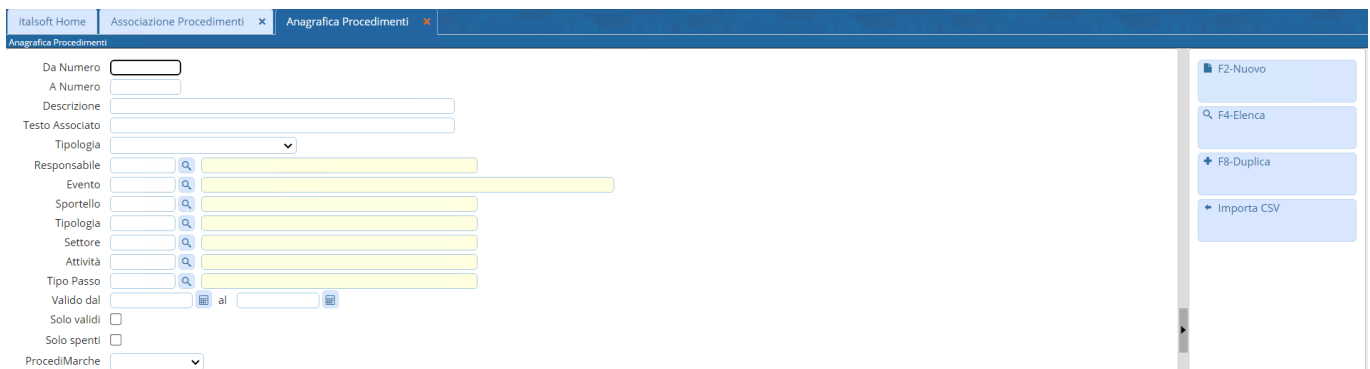 italsoft Home Associazione Procedimenti × Anagrafica Procedimenti ×
Anagrafica Procedimenti
Da Numero
A Numero
Descrizione
Testo Associato
Tipologia
Responsabile
Evento
Sportello
Tipologia
Settore
Attività
Tipo Passo
Valido dal al
Solo validi
Solo spenti
ProcediMarche
F2-Nuovo
F4-Elenca
F8-Duplica
Importa CSV